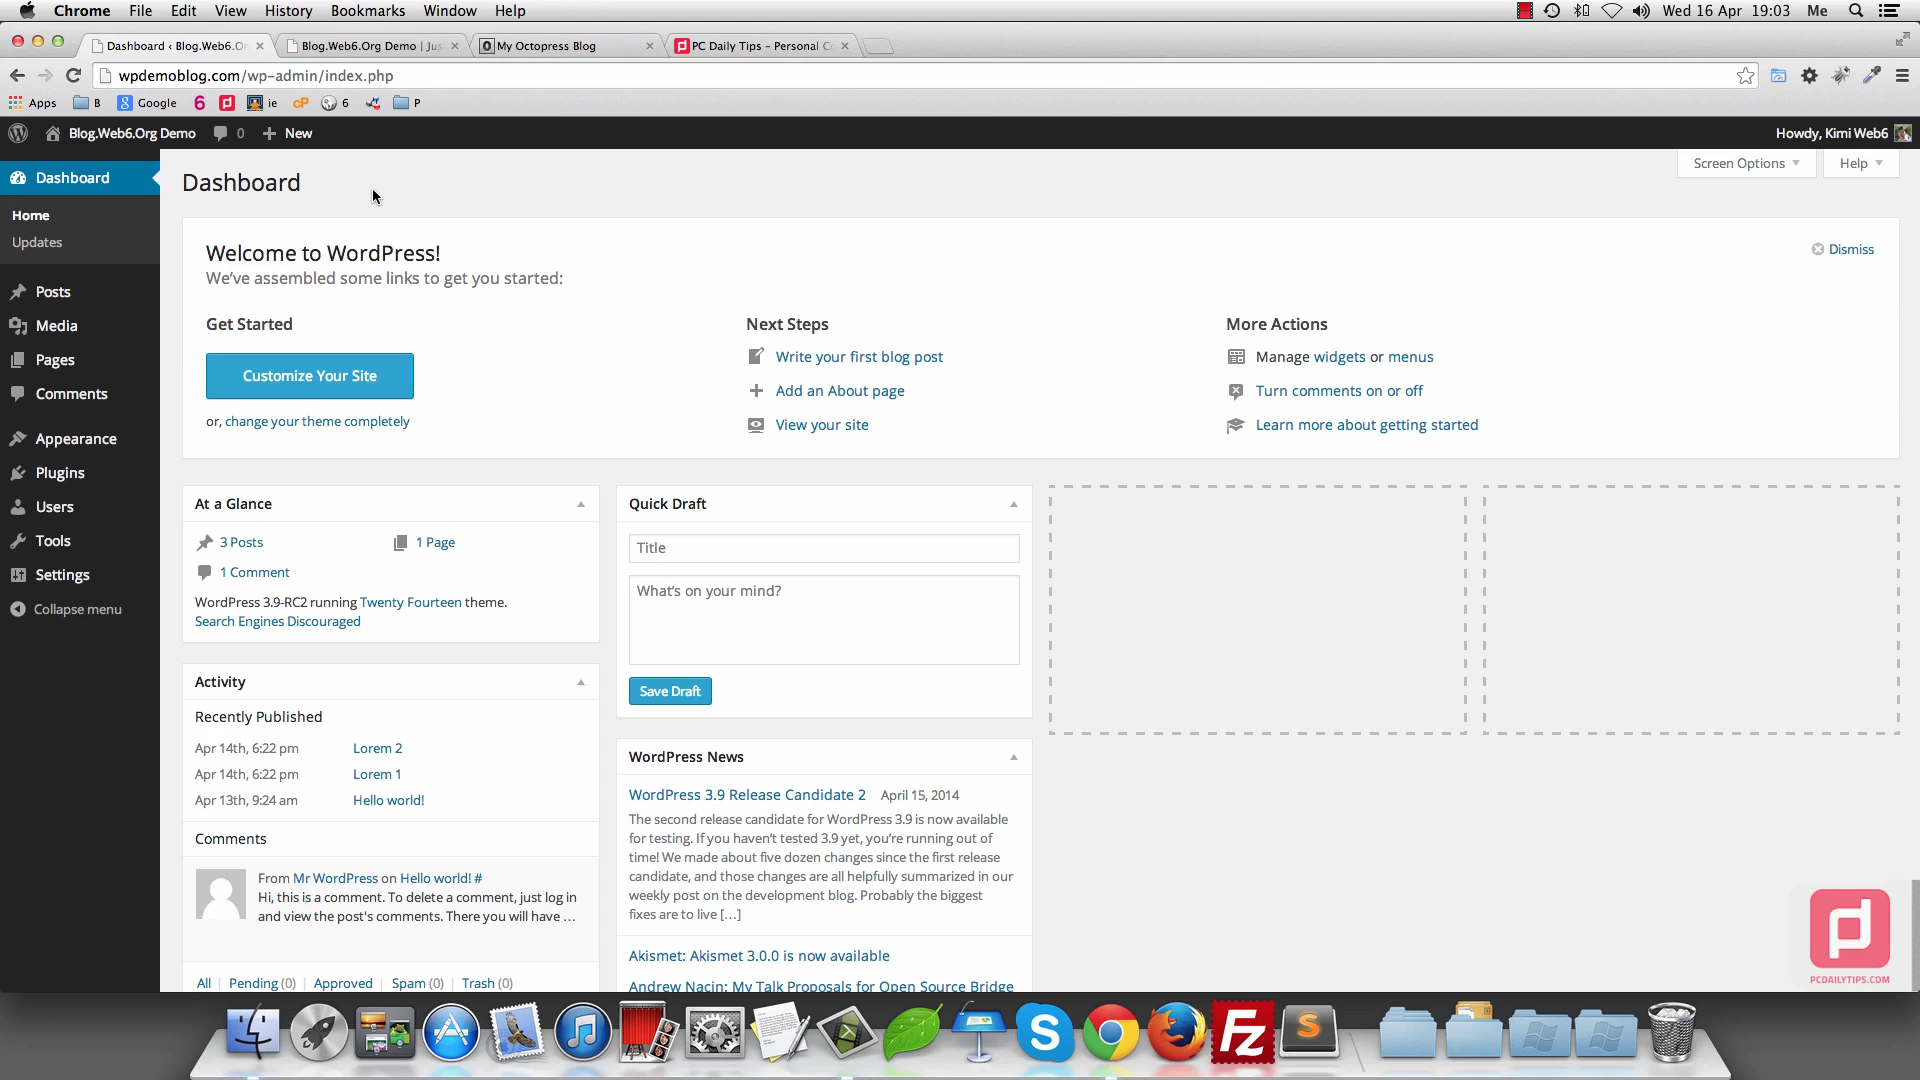 Chrome File Edit View History Bookmarks Window Help Wed 16 Apr 19:03 Me
Dashboard ‹ Blog.Web6.Or Blog.Web6.Org Demo | Jus My Octopress Blog PC Daily Tips – Personal Co
wpdemoblog.com/wp-admin/index.php
Apps B Google 6 ie cP 6 P
Blog.Web6.Org Demo 0 New Howdy, Kimi Web6
Dashboard
Home
Updates
Posts
Media
Pages
Comments
Appearance
Plugins
Users
Tools
Settings
Collapse menu
Screen Options Help
Dashboard
Welcome to WordPress!
Dismiss
We've assembled some links to get you started:
Get Started
Customize Your Site
or, change your theme completely
Next Steps
Write your first blog post
Add an About page
View your site
More Actions
Manage widgets or menus
Turn comments on or off
Learn more about getting started
At a Glance
3 Posts 1 Page
1 Comment
WordPress 3.9-RC2 running Twenty Fourteen theme.
Search Engines Discouraged
Activity
Recently Published
Apr 14th, 6:22 pm Lorem 2
Apr 14th, 6:22 pm Lorem 1
Apr 13th, 9:24 am Hello world!
Comments
From Mr WordPress on Hello world! #
Hi, this is a comment. To delete a comment, just log in
and view the post's comments. There you will have …
All Pending (0) Approved Spam (0) Trash (0)
Quick Draft
Title
What's on your mind?
Save Draft
WordPress News
WordPress 3.9 Release Candidate 2 April 15, 2014
The second release candidate for WordPress 3.9 is now available
for testing. If you haven't tested 3.9 yet, you're running out of
time! We made about five dozen changes since the first release
candidate, and those changes are all helpfully summarized in our
weekly post on the development blog. Probably the biggest
fixes are to live […]
Akismet: Akismet 3.0.0 is now available
Andrew Nacin: My Talk Proposals for Open Source Bridge
PCDAILYTIPS.COM